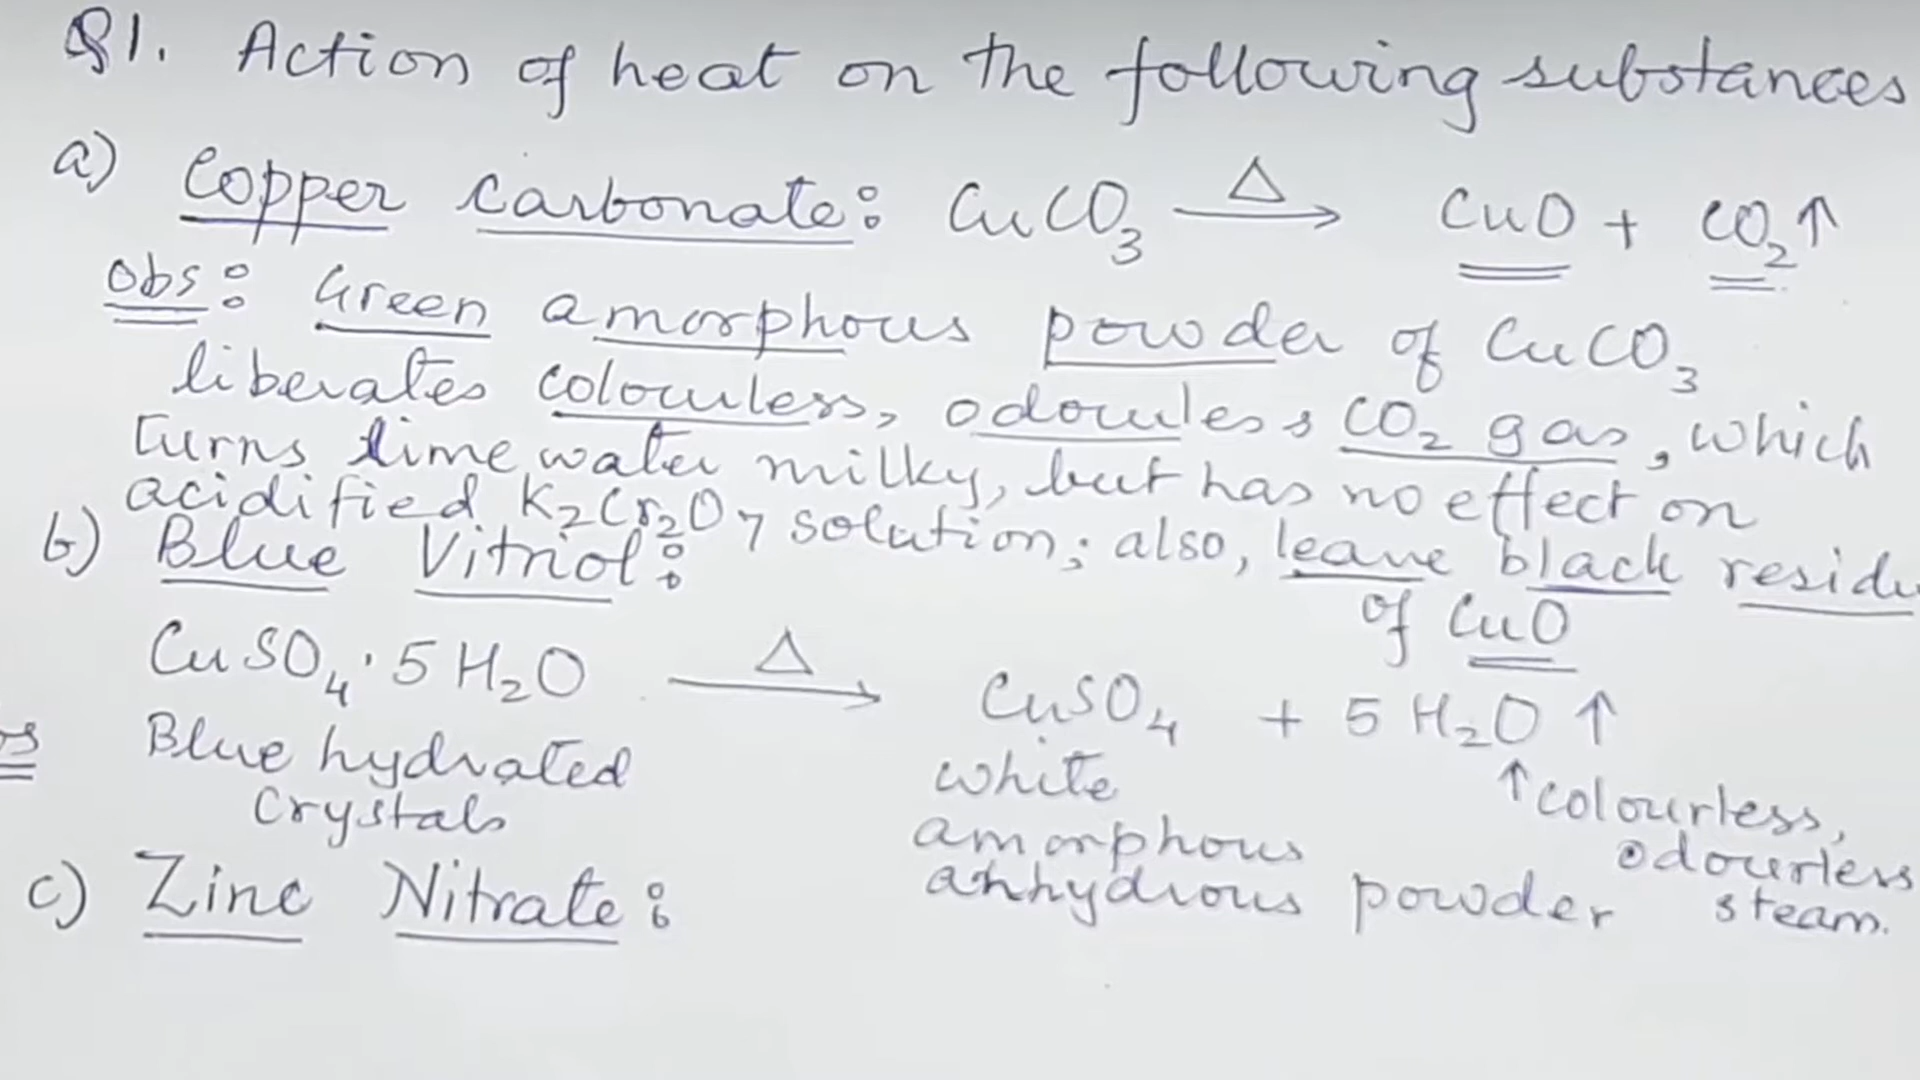 Q1. Action of heat on the following substances
a) Copper carbonate: CuCO₃ —Δ→ CuO + CO₂↑
Obs: Green amorphous powder of CuCO₃
liberates colourless, odourless CO₂ gas, which
turns lime water milky, but has no effect on
acidified K₂Cr₂O₇ solution; also, leave black residu
of CuO
b) Blue Vitriol:
CuSO₄·5H₂O —Δ→ CuSO₄ + 5H₂O↑
Blue hydrated crystals
white amorphous anhydrous powder
↑colourless, odourless steam.
c) Zinc Nitrate: